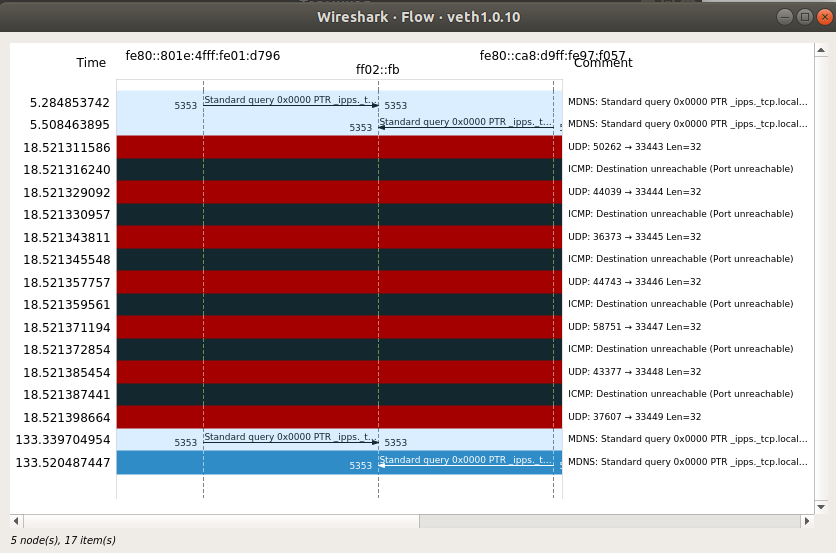 Wireshark · Flow · veth1.0.10
Time fe80::801e:4fff:fe01:d796 ff02::fb fe80::ca8:d9ff:fe97:f057 Comment
5.284853742 5353 Standard query 0x0000 PTR _ipps._t... 5353 MDNS: Standard query 0x0000 PTR _ipps._tcp.local...
5.508463895 5353 Standard query 0x0000 PTR _ipps._t... MDNS: Standard query 0x0000 PTR _ipps._tcp.local...
18.521311586 UDP: 50262 → 33443 Len=32
18.521316240 ICMP: Destination unreachable (Port unreachable)
18.521329092 UDP: 44039 → 33444 Len=32
18.521330957 ICMP: Destination unreachable (Port unreachable)
18.521343811 UDP: 36373 → 33445 Len=32
18.521345548 ICMP: Destination unreachable (Port unreachable)
18.521357757 UDP: 44743 → 33446 Len=32
18.521359561 ICMP: Destination unreachable (Port unreachable)
18.521371194 UDP: 58751 → 33447 Len=32
18.521372854 ICMP: Destination unreachable (Port unreachable)
18.521385454 UDP: 43377 → 33448 Len=32
18.521387441 ICMP: Destination unreachable (Port unreachable)
18.521398664 UDP: 37607 → 33449 Len=32
133.339704954 5353 Standard query 0x0000 PTR _ipps._t... 5353 MDNS: Standard query 0x0000 PTR _ipps._tcp.local...
133.520487447 5353 Standard query 0x0000 PTR _ipps._t... MDNS: Standard query 0x0000 PTR _ipps._tcp.local...
5 node(s), 17 item(s)